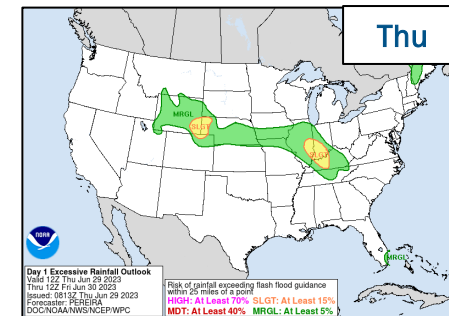 Thu
MRGL
SLGT
SLGT
MRGL
NOAA
Day 1 Excessive Rainfall Outlook
Valid 12Z Thu Jun 29 2023
Thru 12Z Fri Jun 30 2023
Issued: 0813Z Thu Jun 29 2023
Forecaster: PEREIRA
DOC/NOAA/NWS/NCEP/WPC
Risk of rainfall exceeding flash flood guidance
within 25 miles of a point
HIGH: At Least 70% SLGT: At Least 15%
MDT: At Least 40% MRGL: At Least 5%